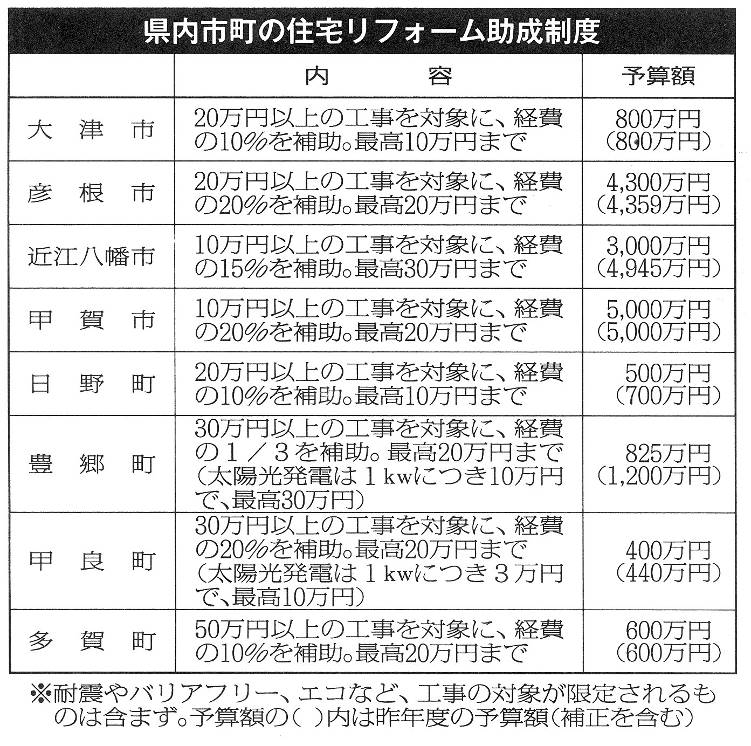 県内市町の住宅リフォーム助成制度
内容 予算額
大津市 20万円以上の工事を対象に、経費 800万円
の10%を補助。最高10万円まで (800万円)
彦根市 20万円以上の工事を対象に、経費 4,300万円
の20%を補助。最高20万円まで (4,359万円)
近江八幡市 10万円以上の工事を対象に、経費 3,000万円
の15%を補助。最高30万円まで (4,945万円)
甲賀市 10万円以上の工事を対象に、経費 5,000万円
の20%を補助。最高20万円まで (5,000万円)
日野町 20万円以上の工事を対象に、経費 500万円
の10%を補助。最高10万円まで (700万円)
豊郷町 30万円以上の工事を対象に、経費
の1/3を補助。最高20万円まで 825万円
(太陽光発電は1kwにつき10万円 (1,200万円)
で、最高30万円)
甲良町 30万円以上の工事を対象に、経費
の20%を補助。最高20万円まで 400万円
(太陽光発電は1kwにつき3万円 (440万円)
で、最高10万円)
多賀町 50万円以上の工事を対象に、経費 600万円
の10%を補助。最高20万円まで (600万円)
※耐震やバリアフリー、エコなど、工事の対象が限定されるも
のは含まず。予算額の( )内は昨年度の予算額(補正を含む)